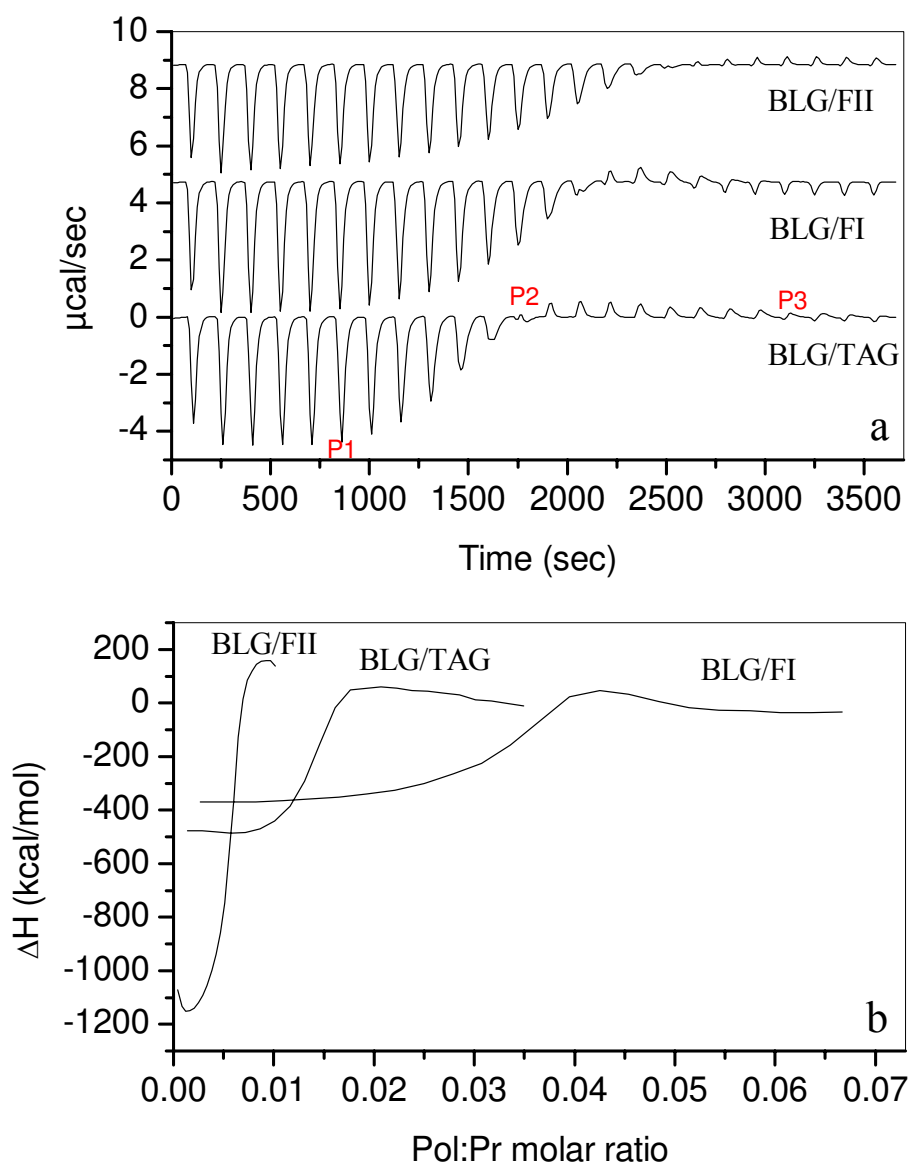 10
8
6
4
2
0
-2
-4
µcal/sec
BLG/FII
BLG/FI
P2
P3
BLG/TAG
P1
a
0 500 1000 1500 2000 2500 3000 3500
Time (sec)
200
0
-200
-400
-600
-800
-1000
-1200
ΔH (kcal/mol)
BLG/FII
BLG/TAG
BLG/FI
b
0.00 0.01 0.02 0.03 0.04 0.05 0.06 0.07
Pol:Pr molar ratio